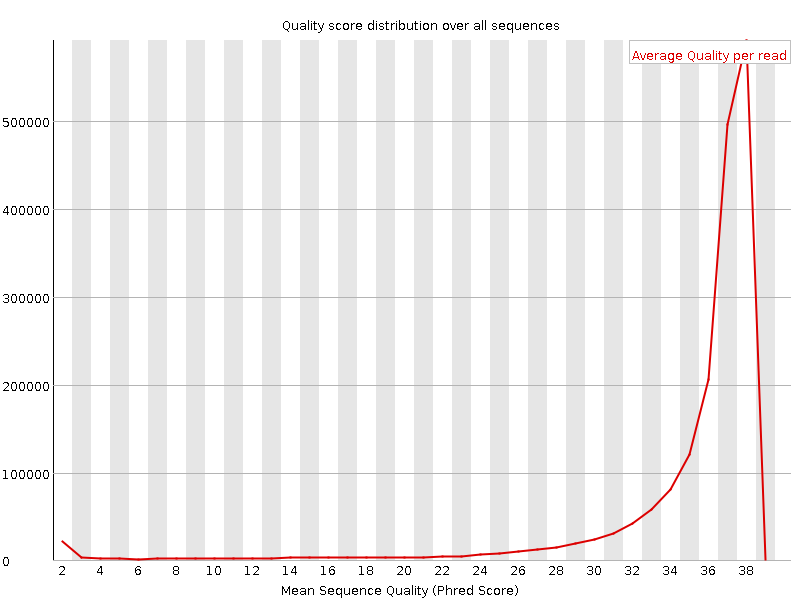 Quality score distribution over all sequences
Average Quality per read
500000
400000
300000
200000
100000
0
2 4 6 8 10 12 14 16 18 20 22 24 26 28 30 32 34 36 38
Mean Sequence Quality (Phred Score)